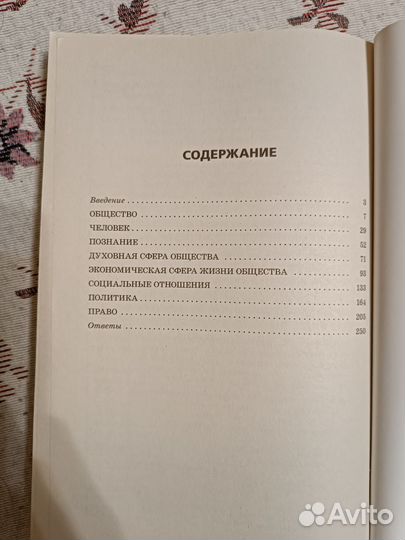 СОДЕРЖАНИЕ
Введение ........ 3
ОБЩЕСТВО ........ 7
ЧЕЛОВЕК ........ 29
ПОЗНАНИЕ ........ 52
ДУХОВНАЯ СФЕРА ОБЩЕСТВА ........ 71
ЭКОНОМИЧЕСКАЯ СФЕРА ЖИЗНИ ОБЩЕСТВА ........ 93
СОЦИАЛЬНЫЕ ОТНОШЕНИЯ ........ 133
ПОЛИТИКА ........ 164
ПРАВО ........ 205
Ответы ........ 250
Avito